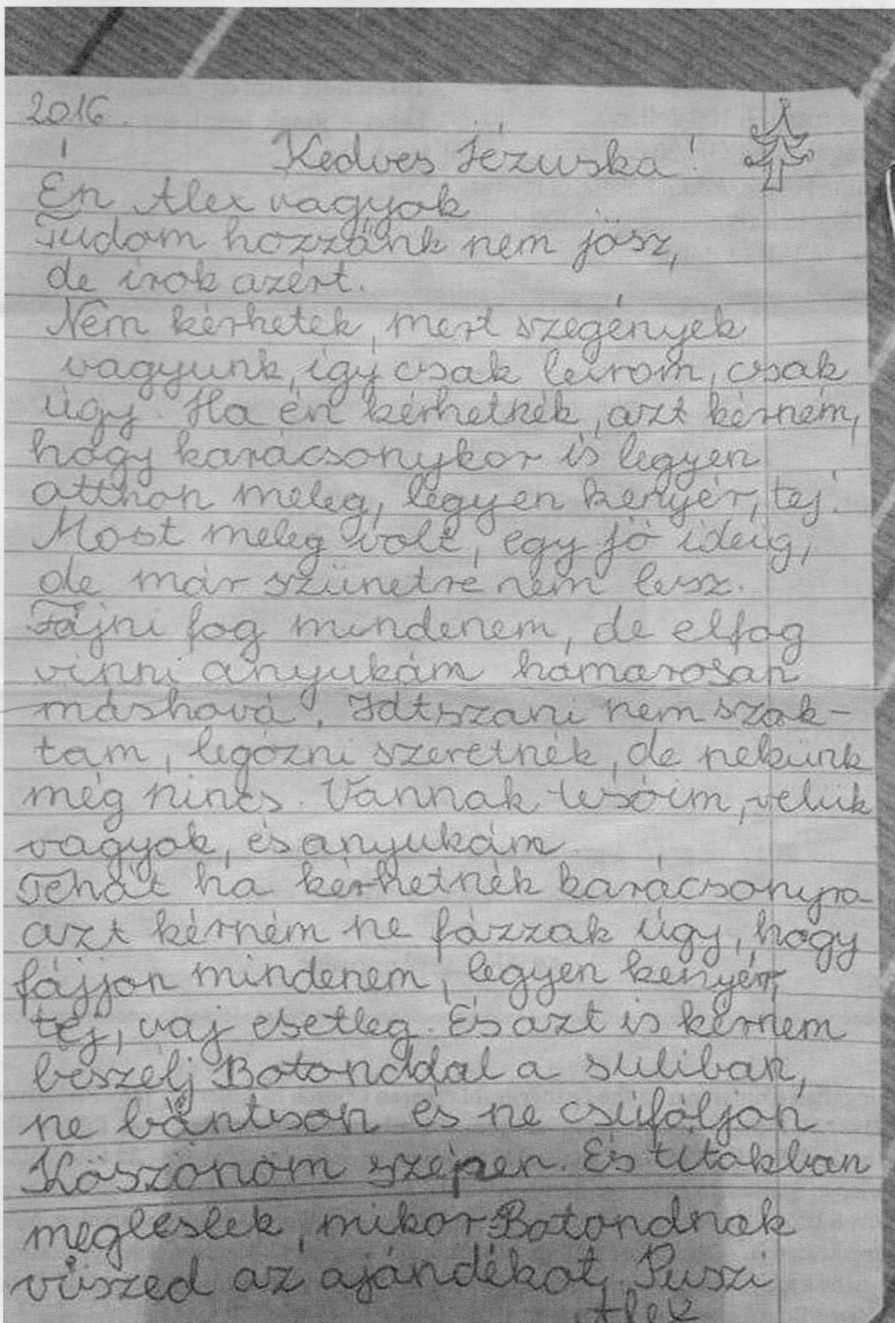 2016.
Kedves Jézuska!
Én Alex vagyok
Tudom hozzánk nem jösz,
de irok azért.
Nem kérhetek, mert szegények
vagyunk, így csak leirom, csak
úgy. Ha én kérhetnék, azt kérném,
hogy karácsonykor is legyen
otthon meleg, legyen kenyér, tej.
Most meleg volt, egy jó ideig,
de már szünetre nem lesz.
Fájni fog mindenem, de elfog
vinni anyukám hamarosan
máshová. Játszani nem szok-
tam, legózni szeretnék, de nekünk
még nincs. Vannak tesóim, velük
vagyok, és anyukám
Tehát ha kérhetnék karácsonyra
azt kérném ne fázzak úgy, hogy
fájjon mindenem, legyen kenyér,
tej, vaj esetleg. És azt is kérném
beszélj Botonddal a suliban,
ne bántson és ne csúfoljon
Köszönöm szépen. És titokban
megleslek, mikor Botondnak
viszed az ajándékot. Puszi
Alex